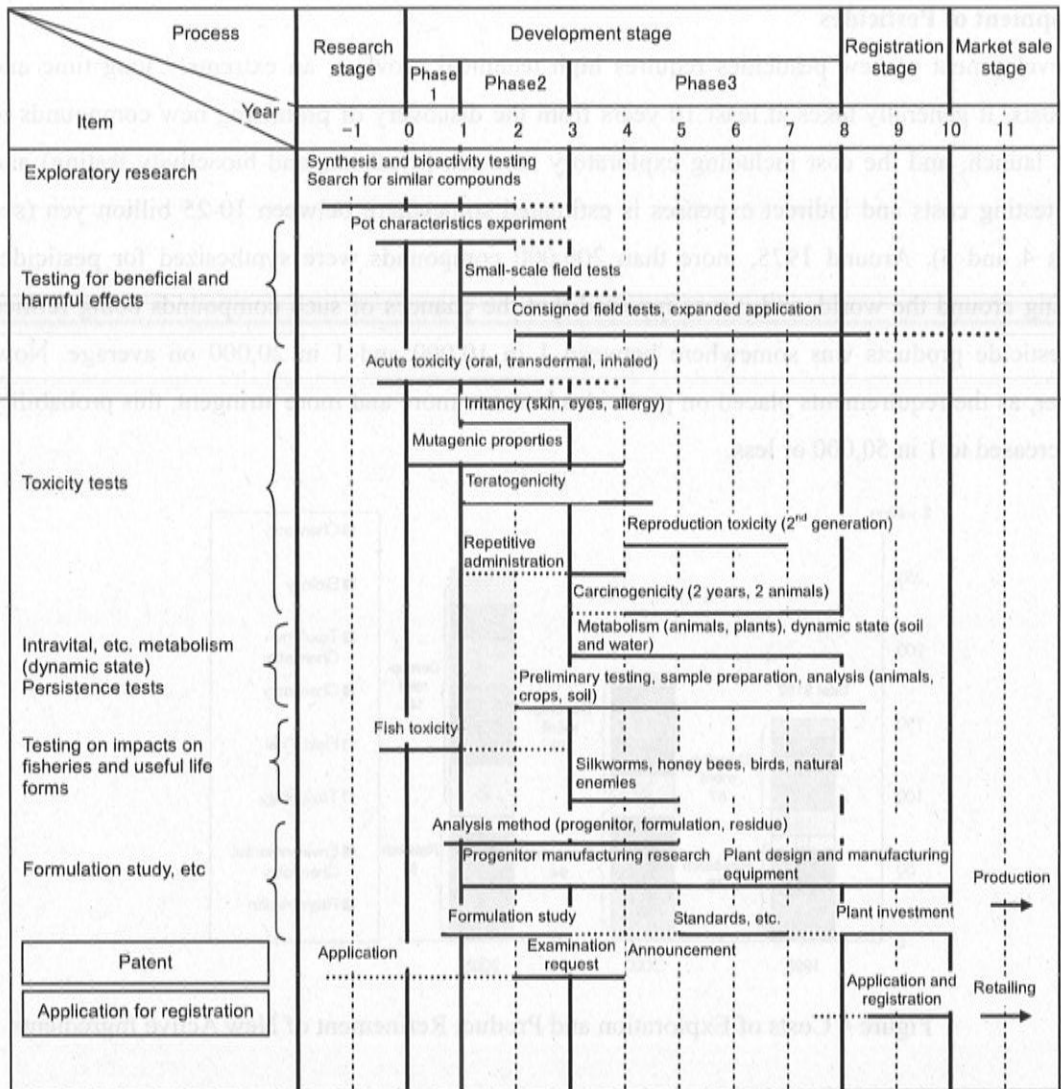 opment of Pesticides
Process
Year
Item
Research stage
Development stage
Registration stage
Market sale stage
Phase 1
Phase2
Phase3
–1 0 1 2 3 4 5 6 7 8 9 10 11
Exploratory research
Synthesis and bioactivity testing
Search for similar compounds
Testing for beneficial and
harmful effects
Pot characteristics experiment
Small-scale field tests
Consigned field tests, expanded application
Toxicity tests
Acute toxicity (oral, transdermal, inhaled)
Irritancy (skin, eyes, allergy)
Mutagenic properties
Teratogenicity
Reproduction toxicity (2nd generation)
Repetitive
administration
Carcinogenicity (2 years, 2 animals)
Intravital, etc. metabolism
(dynamic state)
Persistence tests
Metabolism (animals, plants), dynamic state (soil
and water)
Preliminary testing, sample preparation, analysis (animals,
crops, soil)
Testing on impacts on
fisheries and useful life
forms
Fish toxicity
Silkworms, honey bees, birds, natural
enemies
Formulation study, etc
Analysis method (progenitor, formulation, residue)
Progenitor manufacturing research
Plant design and manufacturing
equipment
Production
Formulation study
Standards, etc.
Plant investment
Patent
Application
Examination
request
Announcement
Application for registration
Application and
registration
Retailing